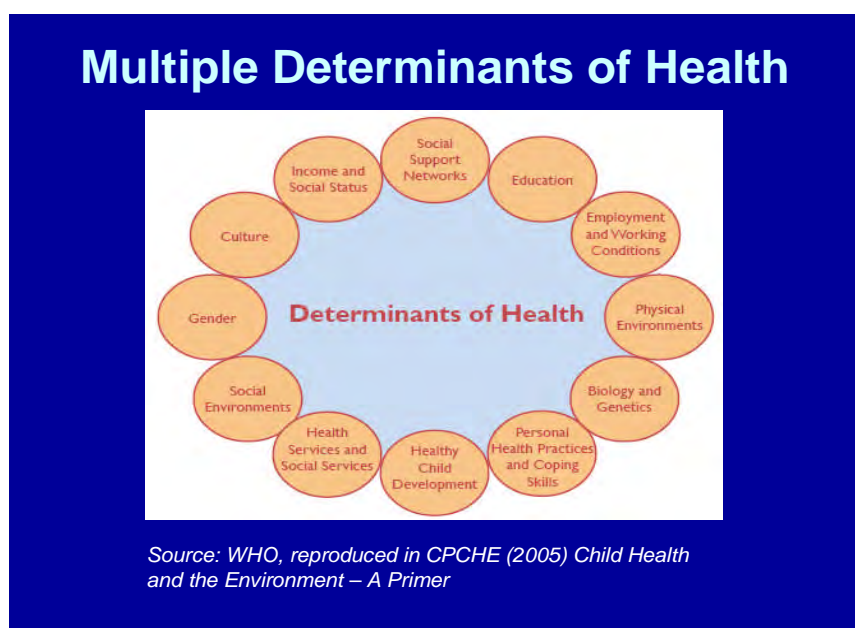 Multiple Determinants of Health
Social
Support
Networks
Income and
Social Status
Education
Culture
Employment
and Working
Conditions
Gender
Determinants of Health
Physical
Environments
Social
Environments
Biology and
Genetics
Health
Services and
Social Services
Healthy
Child
Development
Personal
Health Practices
and Coping
Skills
Source: WHO, reproduced in CPCHE (2005) Child Health
and the Environment – A Primer